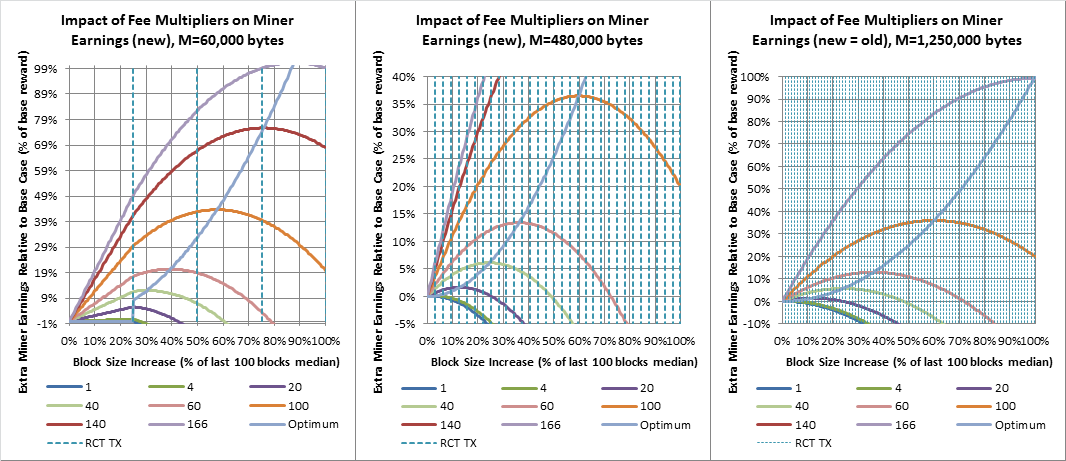 Impact of Fee Multipliers on Miner
Earnings (new), M=60,000 bytes
Extra Miner Earnings Relative to Base Case (% of base reward)
99%
89%
79%
69%
59%
49%
39%
29%
19%
9%
-1%
0% 10% 20% 30% 40% 50% 60% 70% 80% 90% 100%
Block Size Increase (% of last 100 blocks median)
1 4 20
40 60 100
140 166 Optimum
RCT TX
Impact of Fee Multipliers on Miner
Earnings (new), M=480,000 bytes
Extra Miner Earnings Relative to Base Case (% of base reward)
40%
35%
30%
25%
20%
15%
10%
5%
0%
-5%
0% 10% 20% 30% 40% 50% 60% 70% 80% 90% 100%
Block Size Increase (% of last 100 blocks median)
1 4 20
40 60 100
140 166 Optimum
RCT TX
Impact of Fee Multipliers on Miner
Earnings (new = old), M=1,250,000 bytes
Extra Miner Earnings Relative to Base Case (% of base reward)
100%
90%
80%
70%
60%
50%
40%
30%
20%
10%
0%
-10%
0% 10% 20% 30% 40% 50% 60% 70% 80% 90% 100%
Block Size Increase (% of last 100 blocks median)
1 4 20
40 60 100
140 166 Optimum
RCT TX